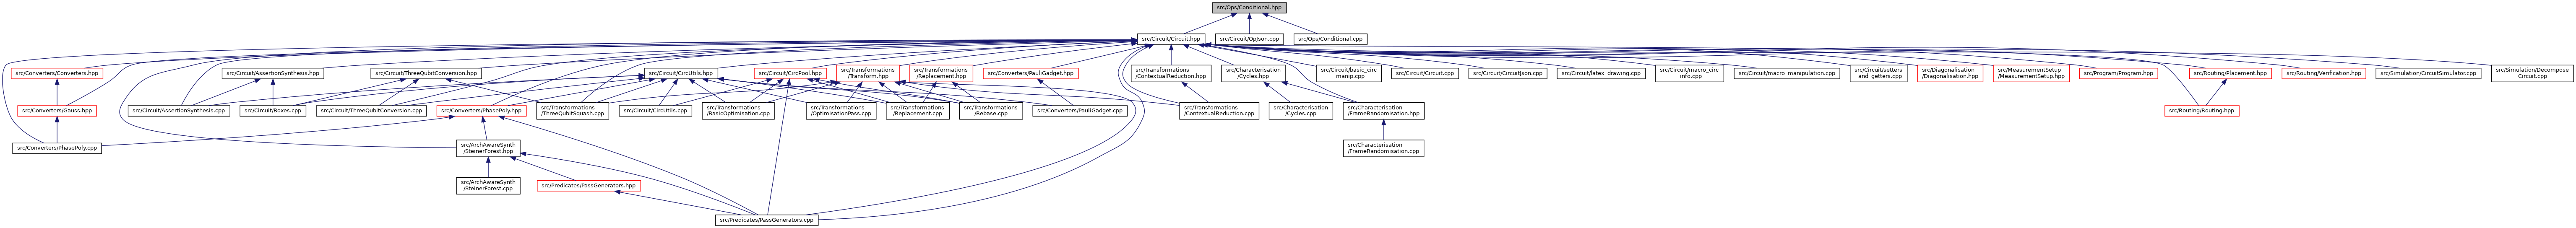 src/Ops/Conditional.hpp
src/Circuit/Circuit.hpp
src/Circuit/OpJson.cpp
src/Ops/Conditional.cpp
src/Converters/Converters.hpp
src/Circuit/AssertionSynthesis.hpp
src/Circuit/ThreeQubitConversion.hpp
src/Circuit/CircUtils.hpp
src/Circuit/CircPool.hpp
src/Transformations
/Transform.hpp
src/Transformations
/Replacement.hpp
src/Converters/PauliGadget.hpp
src/Transformations
/ContextualReduction.hpp
src/Characterisation
/Cycles.hpp
src/Circuit/basic_circ
_manip.cpp
src/Circuit/Circuit.cpp
src/Circuit/CircuitJson.cpp
src/Circuit/latex_drawing.cpp
src/Circuit/macro_circ
_info.cpp
src/Circuit/macro_manipulation.cpp
src/Circuit/setters
_and_getters.cpp
src/Diagonalisation
/Diagonalisation.hpp
src/MeasurementSetup
/MeasurementSetup.hpp
src/Program/Program.hpp
src/Routing/Placement.hpp
src/Routing/Verification.hpp
src/Simulation/CircuitSimulator.cpp
src/Simulation/Decompose
Circuit.cpp
src/Converters/Gauss.hpp
src/Circuit/AssertionSynthesis.cpp
src/Circuit/Boxes.cpp
src/Circuit/ThreeQubitConversion.cpp
src/Converters/PhasePoly.hpp
src/Transformations
/ThreeQubitSquash.cpp
src/Circuit/CircUtils.cpp
src/Transformations
/BasicOptimisation.cpp
src/Transformations
/OptimisationPass.cpp
src/Transformations
/Replacement.cpp
src/Transformations
/Rebase.cpp
src/Converters/PauliGadget.cpp
src/Transformations
/ContextualReduction.cpp
src/Characterisation
/Cycles.cpp
src/Characterisation
/FrameRandomisation.hpp
src/Routing/Routing.hpp
src/Converters/PhasePoly.cpp
src/ArchAwareSynth
/SteinerForest.hpp
src/Characterisation
/FrameRandomisation.cpp
src/ArchAwareSynth
/SteinerForest.cpp
src/Predicates/PassGenerators.hpp
src/Predicates/PassGenerators.cpp